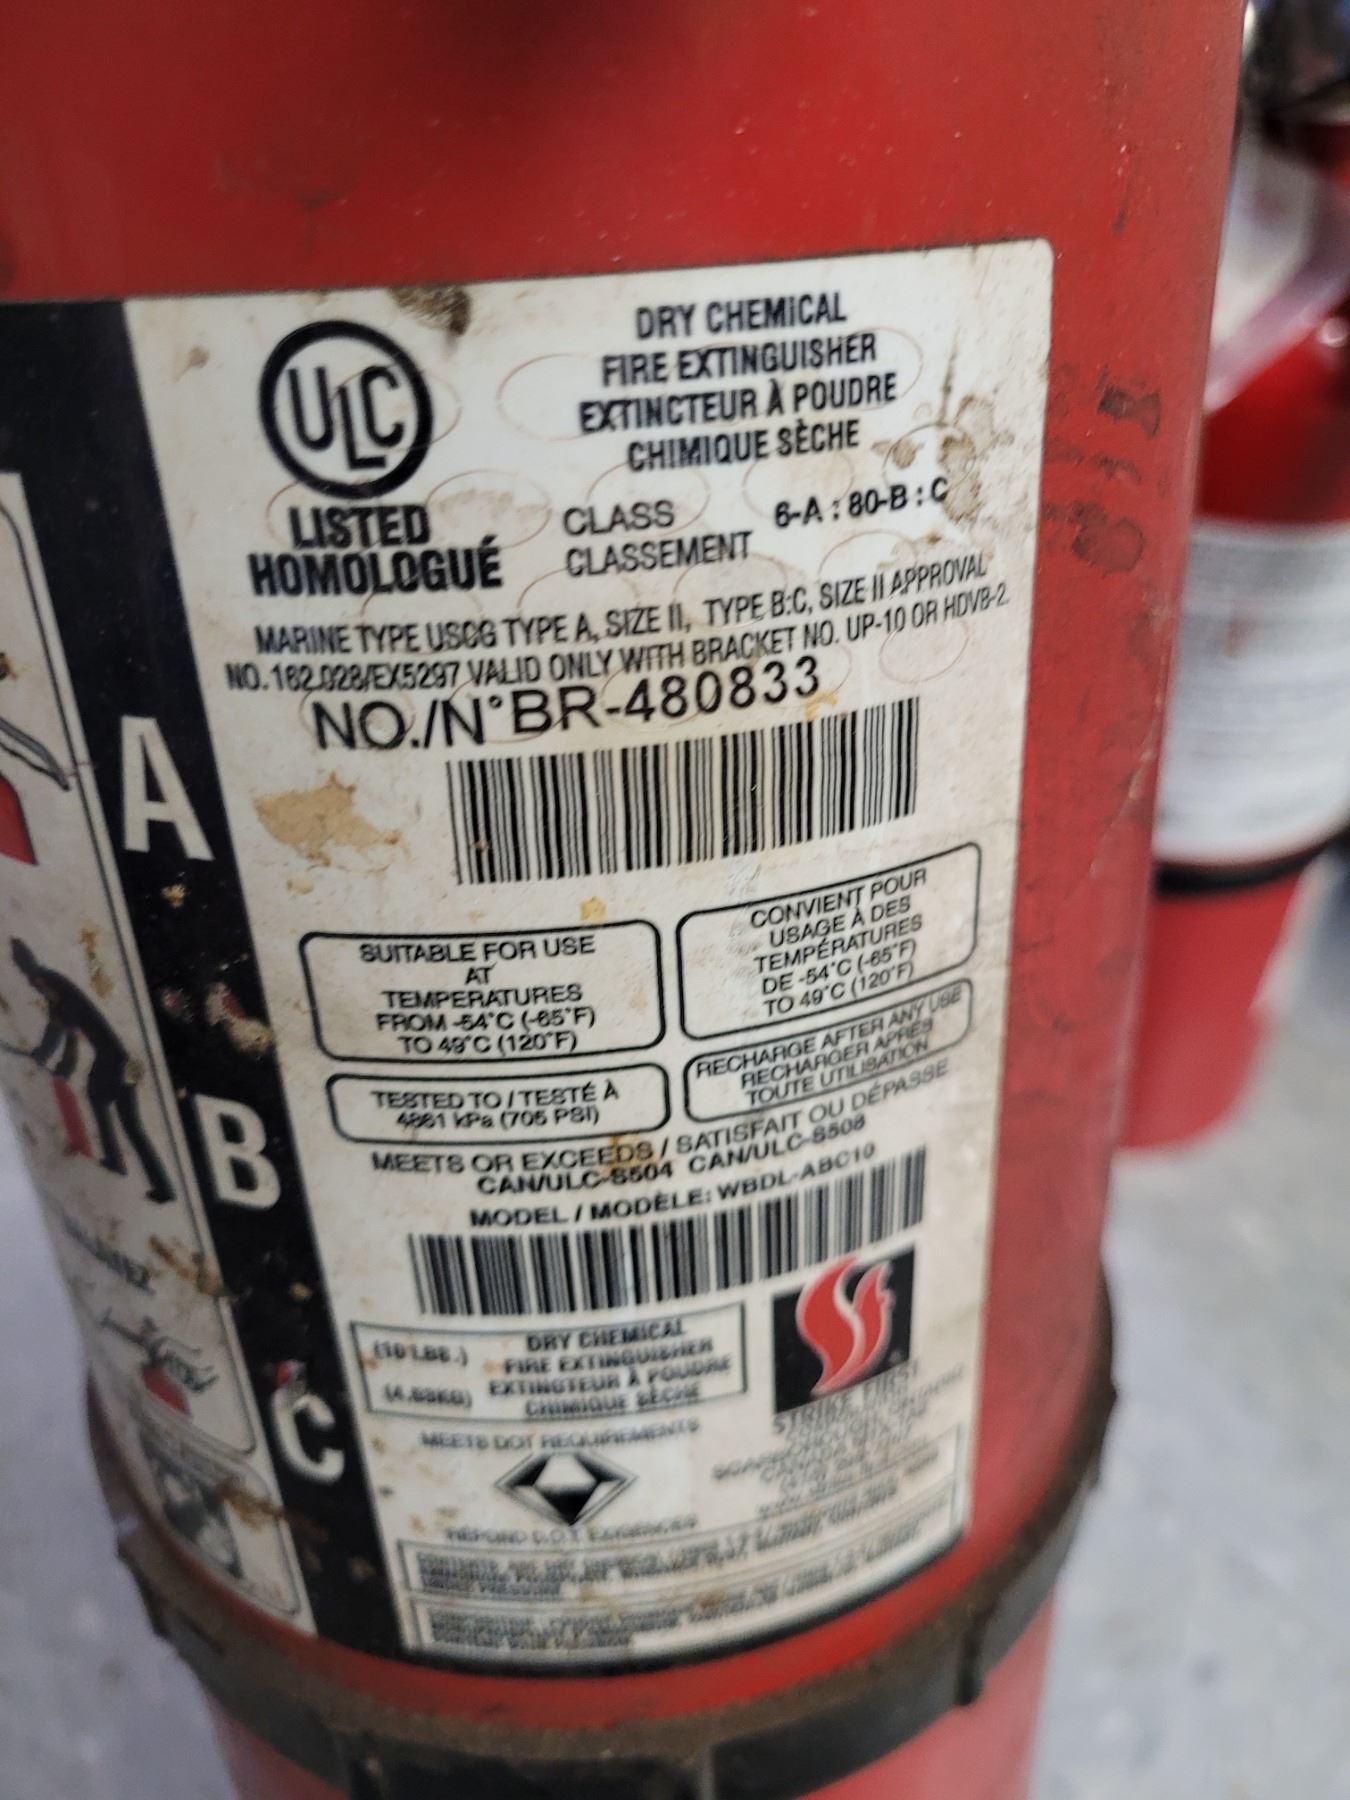 ULC
LISTED
HOMOLOGUÉ
DRY CHEMICAL
FIRE EXTINGUISHER
EXTINCTEUR À POUDRE
CHIMIQUE SÈCHE
CLASS
CLASSEMENT
6-A : 80-B : C
MARINE TYPE USCG TYPE A, SIZE II, TYPE B:C, SIZE II APPROVAL
NO. 162.028/EX5297 VALID ONLY WITH BRACKET NO. UP-10 OR HDVB-2.
NO./N°BR-480833
A
B
C
SUITABLE FOR USE
AT
TEMPERATURES
FROM -54°C (-65°F)
TO 49°C (120°F)
CONVIENT POUR
USAGE À DES
TEMPÉRATURES
DE -54°C (-65°F)
TO 49°C (120°F)
TESTED TO / TESTÉ À
4861 kPa (705 PSI)
RECHARGE AFTER ANY USE
RECHARGER APRÈS
TOUTE UTILISATION
MEETS OR EXCEEDS / SATISFAIT OU DÉPASSE
CAN/ULC-S504 CAN/ULC-S508
MODEL / MODÈLE: WBDL-ABC10
(10 LBS.)
DRY CHEMICAL
FIRE EXTINGUISHER
EXTINCTEUR À POUDRE
CHIMIQUE SÈCHE
MEETS DOT REQUIREMENTS
STRIKE FIRST